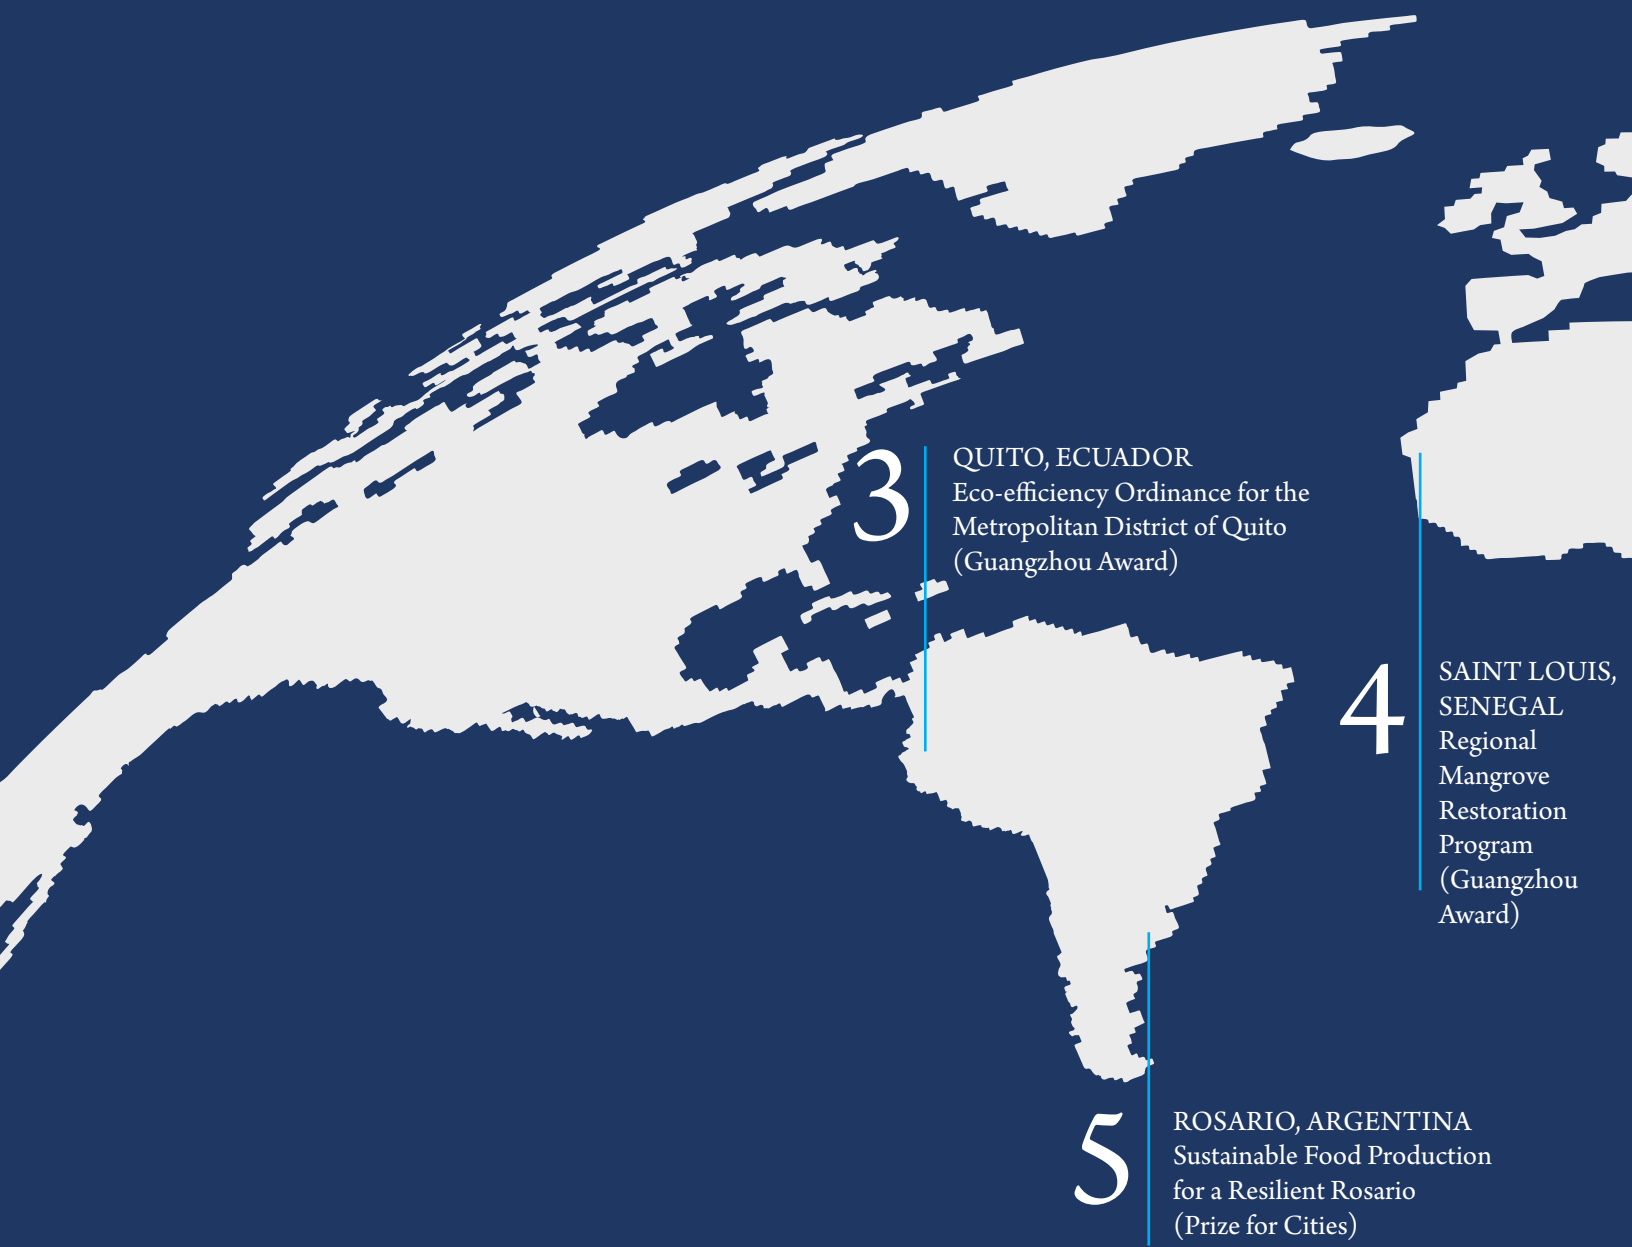 3
QUITO, ECUADOR
Eco-efficiency Ordinance for the
Metropolitan District of Quito
(Guangzhou Award)
4
SAINT LOUIS,
SENEGAL
Regional
Mangrove
Restoration
Program
(Guangzhou
Award)
5
ROSARIO, ARGENTINA
Sustainable Food Production
for a Resilient Rosario
(Prize for Cities)